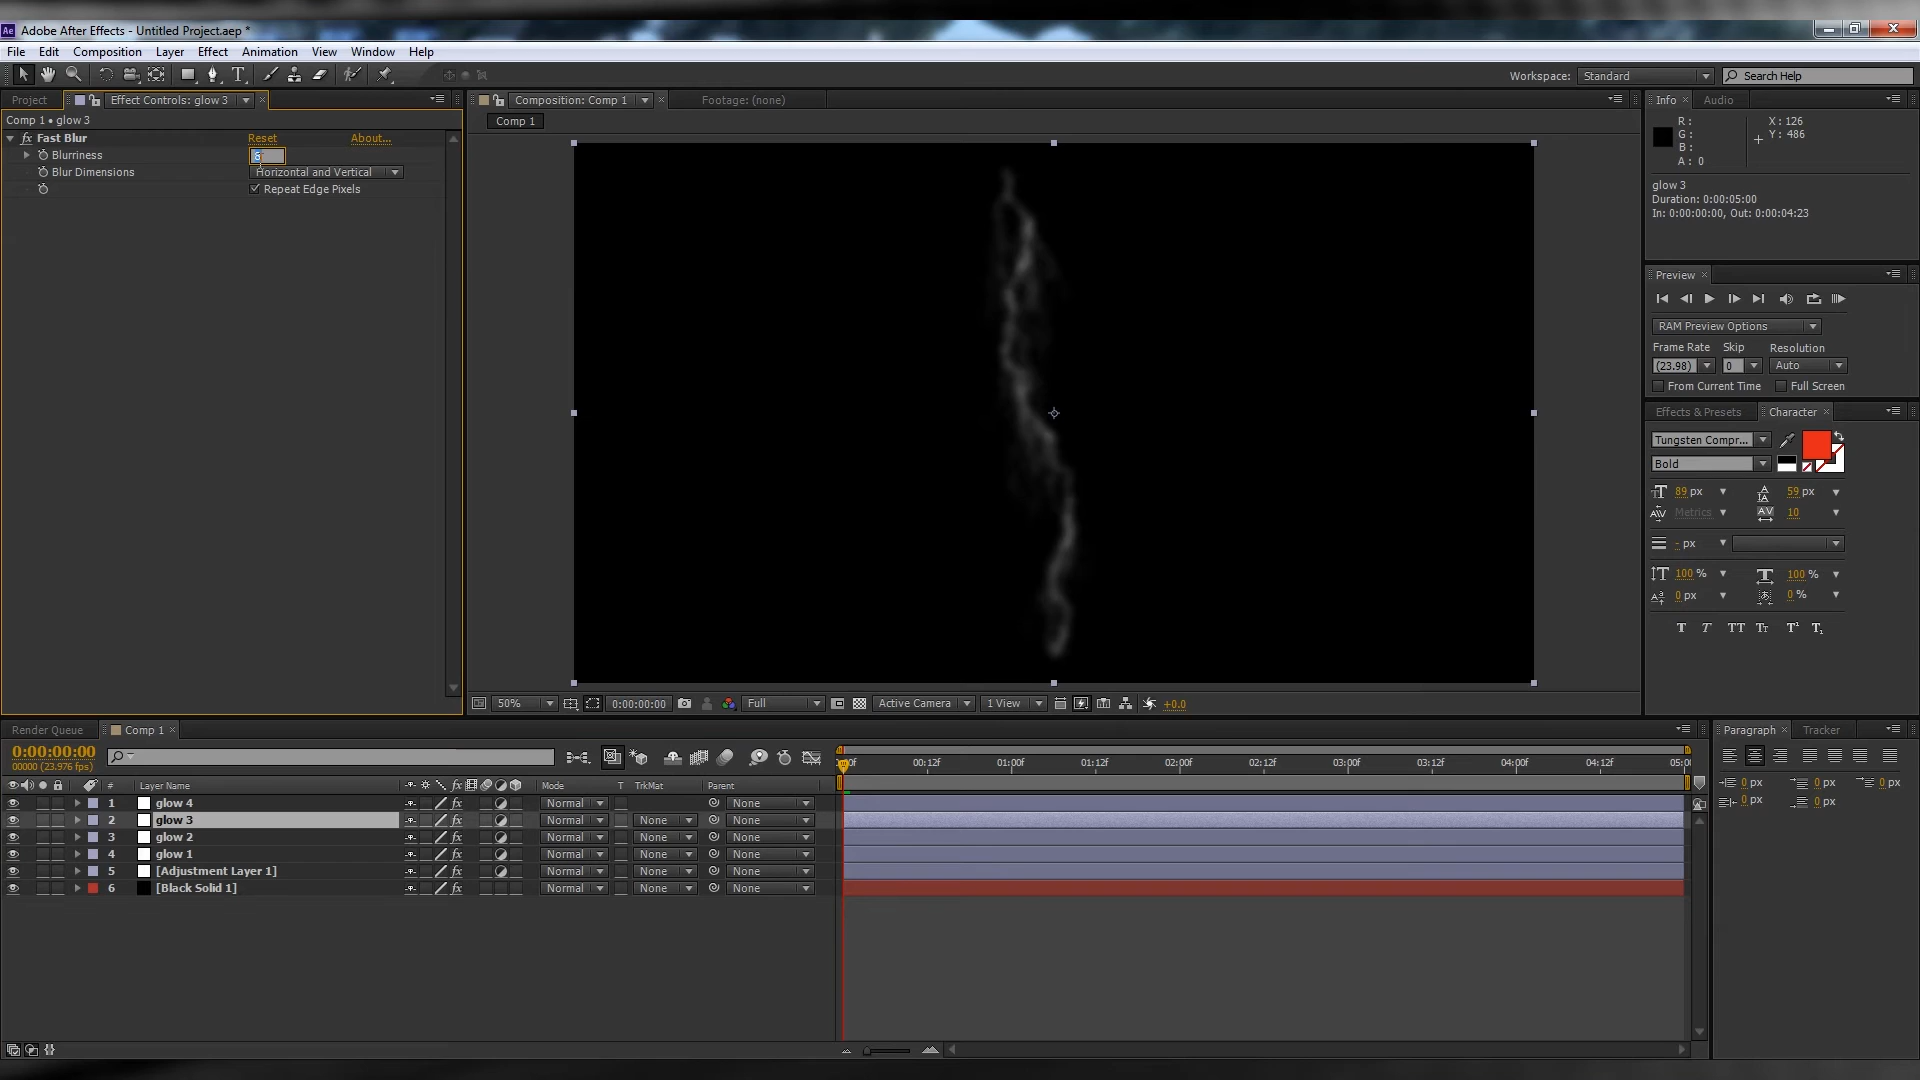 Adobe After Effects - Untitled Project.aep *
File Edit Composition Layer Effect Animation View Window Help
Workspace: Standard Search Help
Project Effect Controls: glow 3 Composition: Comp 1 Footage: (none) Info Audio
Comp 1 • glow 3
Comp 1
fx Fast Blur Reset About...
Blurriness
Blur Dimensions Horizontal and Vertical
Repeat Edge Pixels
R:
G:
B:
A: 0
X: 126
Y: 486
glow 3
Duration: 0:00:05:00
In: 0:00:00:00, Out: 0:00:04:23
Preview
RAM Preview Options
Frame Rate Skip Resolution
(23.98) 0 Auto
From Current Time Full Screen
Effects & Presets Character
Tungsten Compr...
Bold
89 px 59 px
Metrics 10
- px
100 % 100 %
0 px 0 %
T T TT Tт T¹ T₁
50% 0:00:00:00 Full Active Camera 1 View +0.0
Render Queue Comp 1
0:00:00:00
00000 (23.976 fps)
# Layer Name Mode T TrkMat Parent
00:12f 01:00f 01:12f 02:00f 02:12f 03:00f 03:12f 04:00f 04:12f
1 glow 4 Normal None
2 glow 3 Normal None None
3 glow 2 Normal None None
4 glow 1 Normal None None
5 [Adjustment Layer 1] Normal None None
6 [Black Solid 1] Normal None None
Paragraph Tracker
0 px 0 px 0 px
0 px 0 px